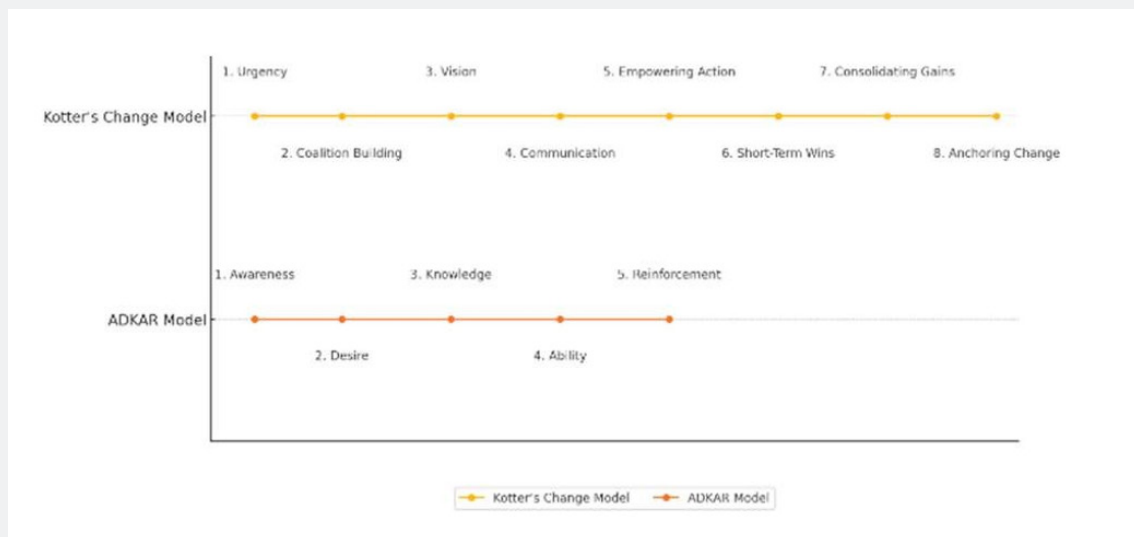 1. Urgency
3. Vision
5. Empowering Action
7. Consolidating Gains
Kotter's Change Model
2. Coalition Building
4. Communication
6. Short-Term Wins
8. Anchoring Change
1. Awareness
3. Knowledge
5. Reinforcement
ADKAR Model
2. Desire
4. Ability
Kotter's Change Model
ADKAR Model